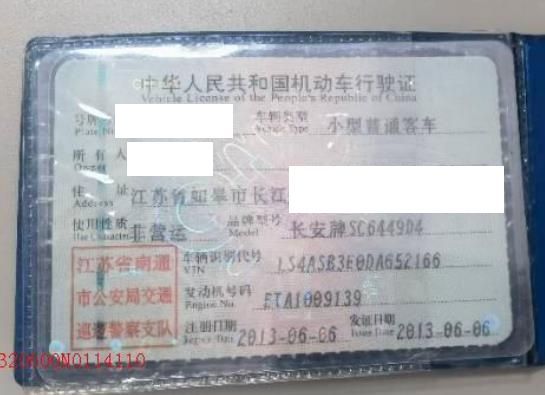 中华人民共和国机动车行驶证
Vehicle License of the People's Republic of China
号牌
Plate No
车辆类型 小型普通客车
Vehicle Type
所有人
Owner
住 址 江苏省如皋市长江
Address
使用性质 非营运 品牌型号 长安牌SC6449D4
Use Character Model
江苏省南通
市公安局交通
巡逻警察支队
车辆识别代号 LS4ASB3E0DA652166
VIN
发动机号码 ETA1009139
Engine No.
注册日期 2013-06-06 发证日期 2013-06-06
Register Date Issue Date
320600N0114110